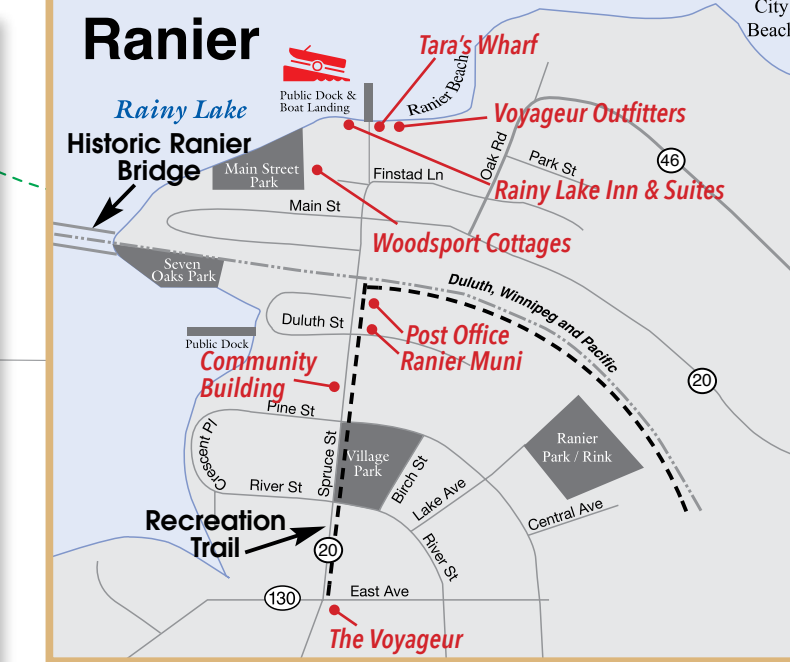 City
Beach
Ranier
Tara's Wharf
Ranier Beach
Public Dock &
Boat Landing
Rainy Lake
Voyageur Outfitters
Historic Ranier
Bridge
Oak Rd
Park St
46
Main Street
Park
Finstad Ln
Rainy Lake Inn & Suites
Main St
Woodsport Cottages
Seven
Oaks Park
Duluth, Winnipeg and Pacific
Duluth St
Post Office
Public Dock
Ranier Muni
Community
Building
20
Pine St
Crescent Pl
Spruce St
Village
Park
Birch St
Ranier
Park / Rink
River St
Lake Ave
Central Ave
Recreation
Trail
20
River St
130
East Ave
The Voyageur